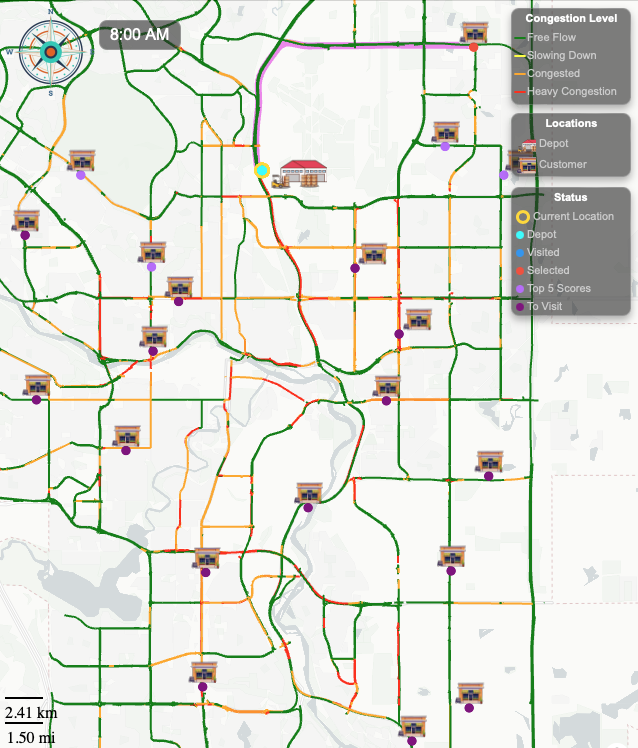 N
W
E
S
8:00 AM
Congestion Level
Free Flow
Slowing Down
Congested
Heavy Congestion
Locations
Depot
Customer
Status
Current Location
Depot
Visited
Selected
Top 5 Scores
To Visit
2.41 km
1.50 mi